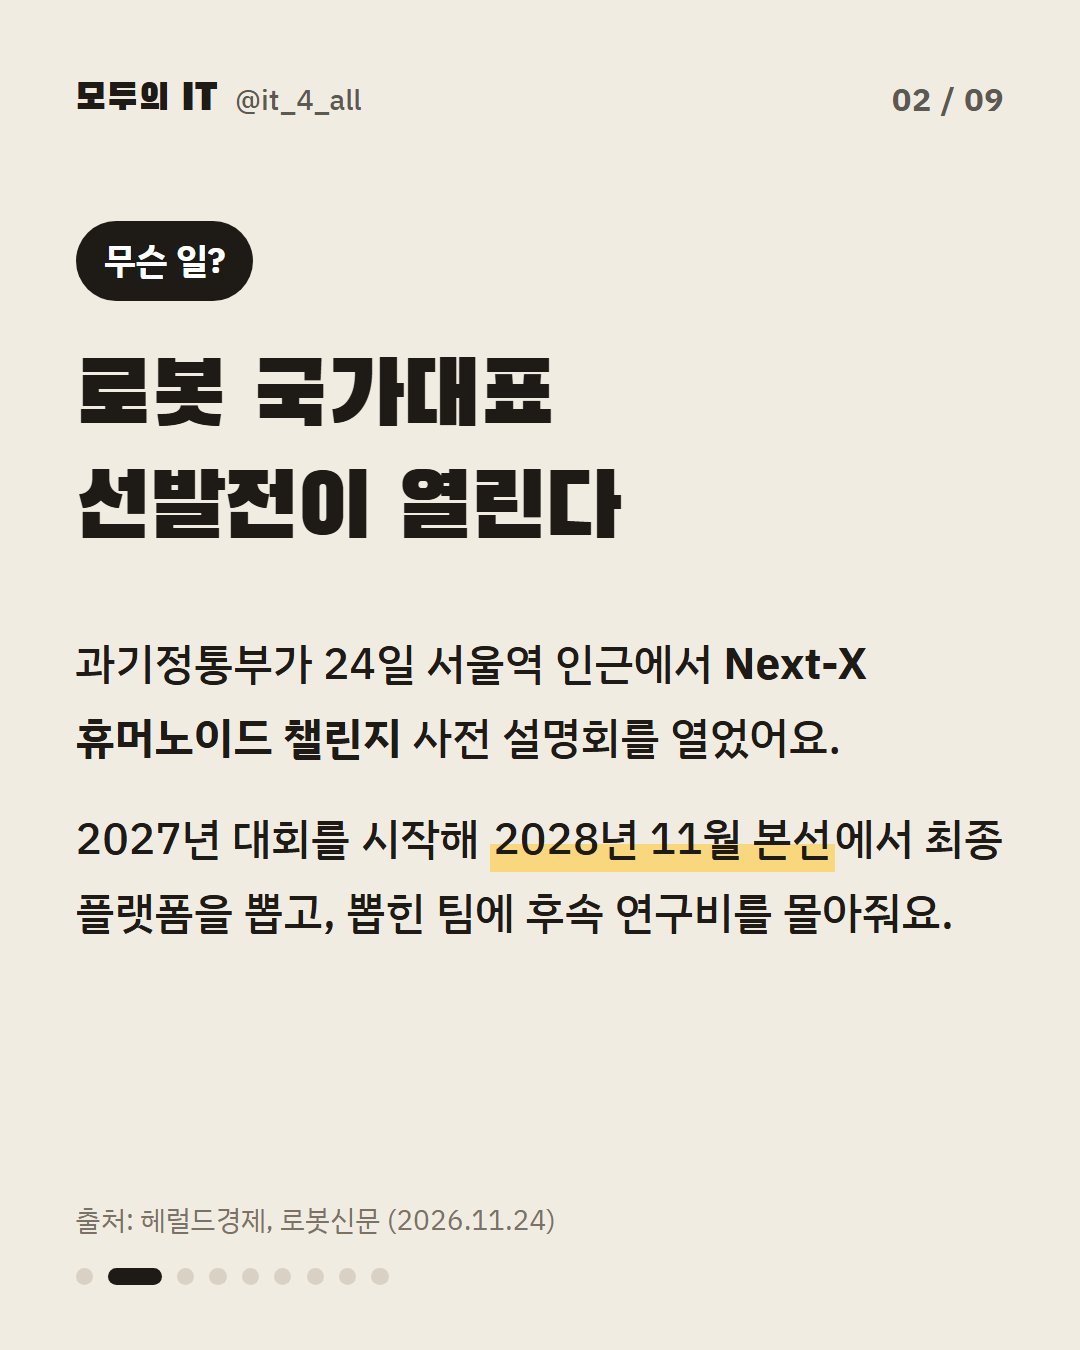 모두의 IT @it_4_all
02 / 09
무슨 일?
로봇 국가대표
선발전이 열린다
과기정통부가 24일 서울역 인근에서 Next-X
휴머노이드 챌린지 사전 설명회를 열었어요.
2027년 대회를 시작해 2028년 11월 본선에서 최종
플랫폼을 뽑고, 뽑힌 팀에 후속 연구비를 몰아줘요.
출처: 헤럴드경제, 로봇신문 (2026.11.24)